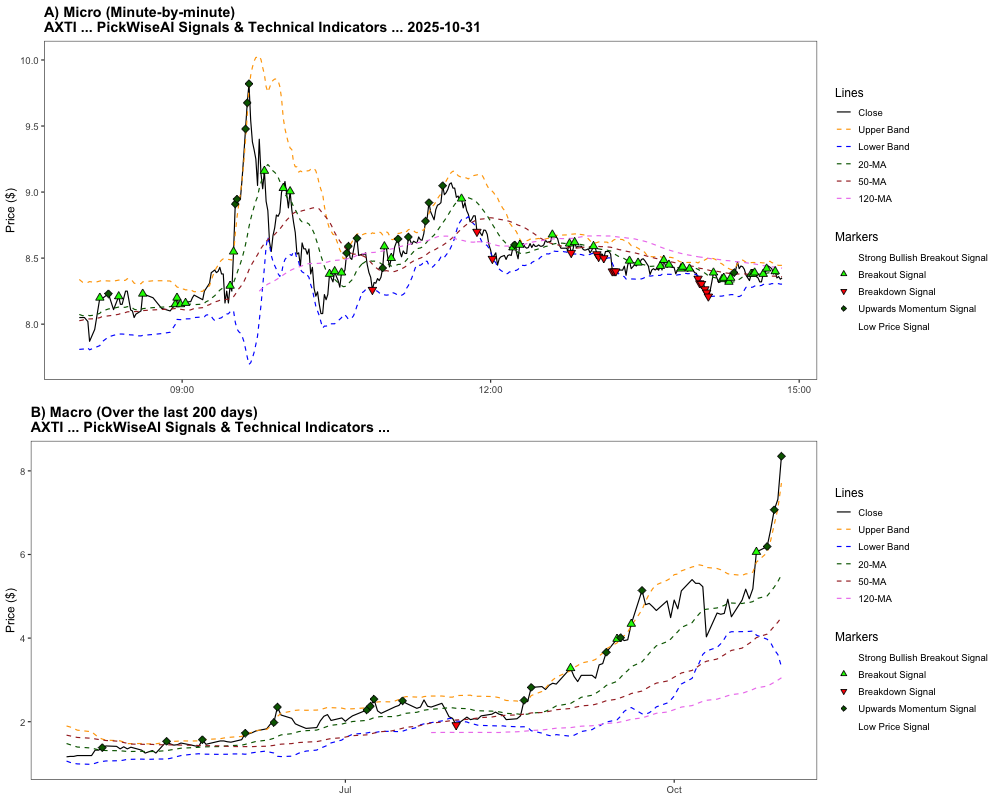 A) Micro (Minute-by-minute)
AXTI ... PickWiseAI Signals & Technical Indicators ... 2025-10-31
Price ($)
10.0
9.5
9.0
8.5
8.0
09:00
12:00
15:00
Lines
Close
Upper Band
Lower Band
20-MA
50-MA
120-MA
Markers
Strong Bullish Breakout Signal
Breakout Signal
Breakdown Signal
Upwards Momentum Signal
Low Price Signal
B) Macro (Over the last 200 days)
AXTI ... PickWiseAI Signals & Technical Indicators ...
Price ($)
8
6
4
2
Jul
Oct
Lines
Close
Upper Band
Lower Band
20-MA
50-MA
120-MA
Markers
Strong Bullish Breakout Signal
Breakout Signal
Breakdown Signal
Upwards Momentum Signal
Low Price Signal